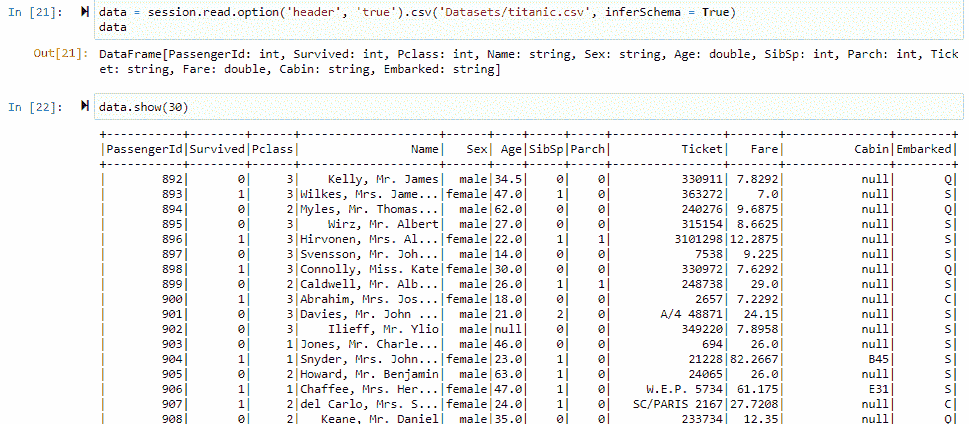 In [21]: data = session.read.option('header', 'true').csv('Datasets/titanic.csv', inferSchema = True)
data
Out[21]: DataFrame[PassengerId: int, Survived: int, Pclass: int, Name: string, Sex: string, Age: double, SibSp: int, Parch: int, Tick
et: string, Fare: double, Cabin: string, Embarked: string]
In [22]: data.show(30)
+-----------+--------+------+--------------------+------+----+-----+-----+------------------+-------+---------------+--------+
|PassengerId|Survived|Pclass|                Name|   Sex| Age|SibSp|Parch|            Ticket|   Fare|          Cabin|Embarked|
+-----------+--------+------+--------------------+------+----+-----+-----+------------------+-------+---------------+--------+
|        892|       0|     3|    Kelly, Mr. James|  male|34.5|    0|    0|            330911| 7.8292|           null|       Q|
|        893|       1|     3|Wilkes, Mrs. Jame...|female|47.0|    1|    0|            363272|    7.0|           null|       S|
|        894|       0|     2|Myles, Mr. Thomas...|  male|62.0|    0|    0|            240276| 9.6875|           null|       Q|
|        895|       0|     3|    Wirz, Mr. Albert|  male|27.0|    0|    0|            315154| 8.6625|           null|       S|
|        896|       1|     3|Hirvonen, Mrs. Al...|female|22.0|    1|    1|           3101298|12.2875|           null|       S|
|        897|       0|     3|Svensson, Mr. Joh...|  male|14.0|    0|    0|              7538|  9.225|           null|       S|
|        898|       1|     3|Connolly, Miss. Kate|female|30.0|    0|    0|            330972| 7.6292|           null|       Q|
|        899|       0|     2|Caldwell, Mr. Alb...|  male|26.0|    1|    1|            248738|   29.0|           null|       S|
|        900|       1|     3|Abrahim, Mrs. Jos...|female|18.0|    0|    0|              2657| 7.2292|           null|       C|
|        901|       0|     3|Davies, Mr. John ...|  male|21.0|    2|    0|         A/4 48871|  24.15|           null|       S|
|        902|       0|     3|    Ilieff, Mr. Ylio|  male|null|    0|    0|            349220| 7.8958|           null|       S|
|        903|       0|     1|Jones, Mr. Charle...|  male|46.0|    0|    0|               694|   26.0|           null|       S|
|        904|       1|     1|Snyder, Mrs. John...|female|23.0|    1|    0|             21228|82.2667|            B45|       S|
|        905|       0|     2|Howard, Mr. Benjamin|  male|63.0|    1|    0|             24065|   26.0|           null|       S|
|        906|       1|     1|Chaffee, Mrs. Her...|female|47.0|    1|    0|       W.E.P. 5734| 61.175|            E31|       S|
|        907|       1|     2|del Carlo, Mrs. S...|female|24.0|    1|    0|     SC/PARIS 2167|27.7208|           null|       C|
|        908|       0|     2|    Keane, Mr. Daniel|  male|35.0|    0|    0|            233734|  12.35|           null|       Q|